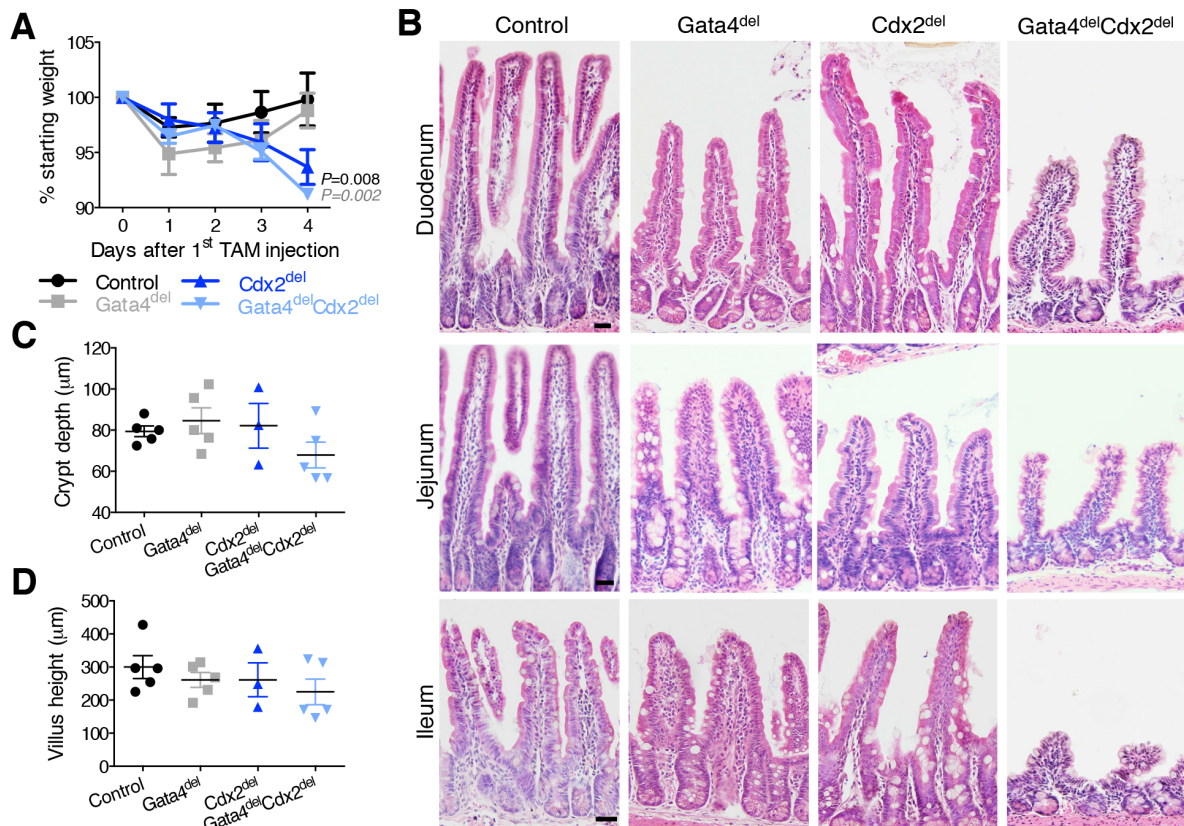 A
105
100
95
90
% starting weight
0 1 2 3 4
P=0.008
P=0.002
Days after 1st TAM injection
Control
Cdx2del
Gata4del
Gata4delCdx2del
B
Control
Gata4del
Cdx2del
Gata4delCdx2del
Duodenum
Jejunum
Ileum
C
120
100
80
60
40
Crypt depth (μm)
Control
Gata4del
Cdx2del
Gata4delCdx2del
D
500
400
300
200
100
0
Villus height (μm)
Control
Gata4del
Cdx2del
Gata4delCdx2del